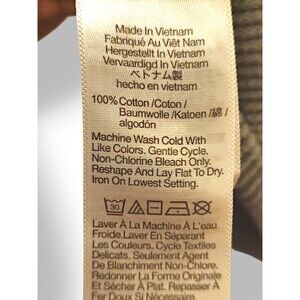 Made in Vietnam
Fabriqué Au Viêt Nam
Hergestellt In Vietnam
Vervaardigd In Vietnam
ベトナム製
hecho en vietnam
100% Cotton /Coton /
Baumwolle /Katoen /綿 /
algodón
Machine Wash Cold With
Like Colors. Gentle Cycle.
Non-Chlorine Bleach Only.
Reshape And Lay Flat To Dry.
Iron On Lowest Setting.
30
Laver À La Machine À L'eau
Froide.Laver En Séparant
Les Couleurs. Cycle Textiles
Delicats. Seulement Agent
De Blanchiment Non-Chlore.
Redonner La Forme Original
Et Sécher À Plat. Repasser À
Fer Doux Si Nécessaire.